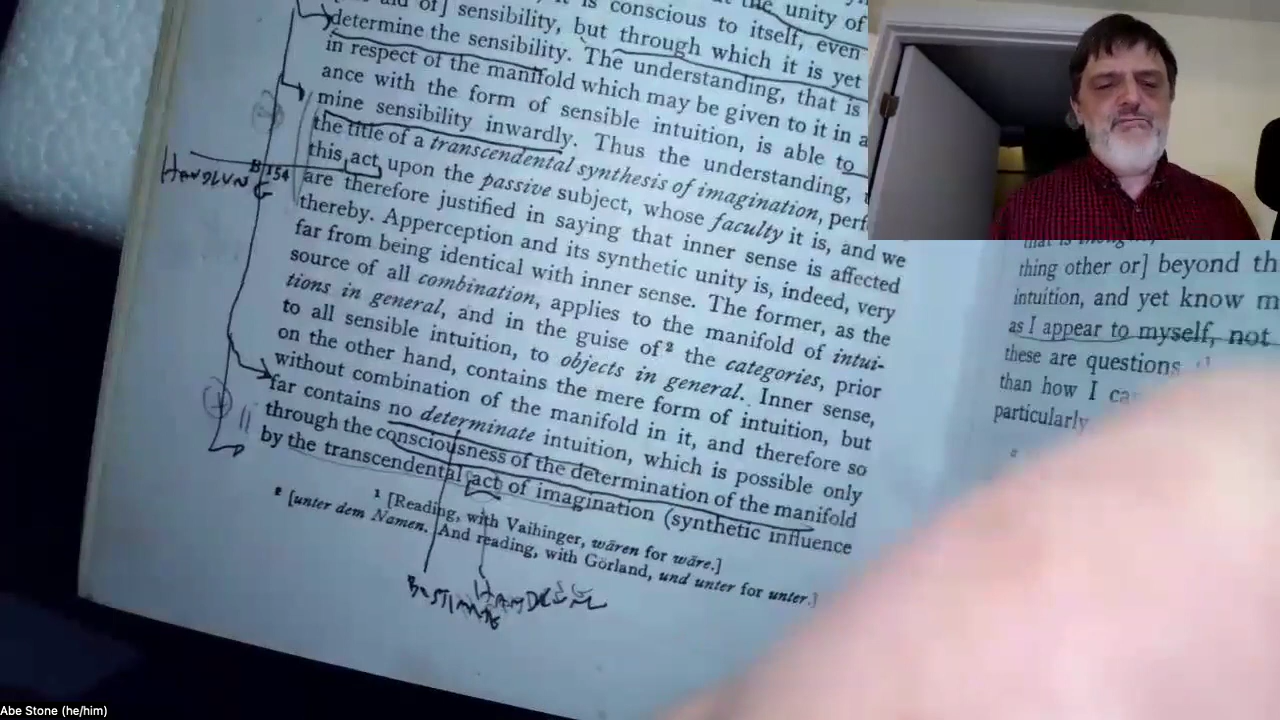 is conscious to itself, even
the unity of
sensibility, but through which it is yet
determine the sensibility. The understanding, that is
in respect of the manifold which may be given to it in a
ance with the form of sensible intuition, is able to
mine sensibility inwardly. Thus the understanding,
the title of a transcendental synthesis of imagination,
this act upon the passive subject, whose faculty it is, and we
are therefore justified in saying that inner sense is affected
thereby. Apperception and its synthetic unity is, indeed, very
far from being identical with inner sense. The former, as the
source of all combination, applies to the manifold of intui-
tions in general, and in the guise of² the categories, prior
to all sensible intuition, to objects in general. Inner sense,
on the other hand, contains the mere form of intuition, but
without combination of the manifold in it, and therefore so
far contains no determinate intuition, which is possible only
through the consciousness of the determination of the manifold
by the transcendental act of imagination (synthetic influence
¹ [Reading, with Vaihinger, wären for wäre.]
² [unter dem Namen. And reading, with Görland, und unter for unter.]
HANDLUNG
B 154
thing other or] beyond th
intuition, and yet know m
as I appear to myself, not
these are questions
than how I
particularly
Abe Stone (he/him)